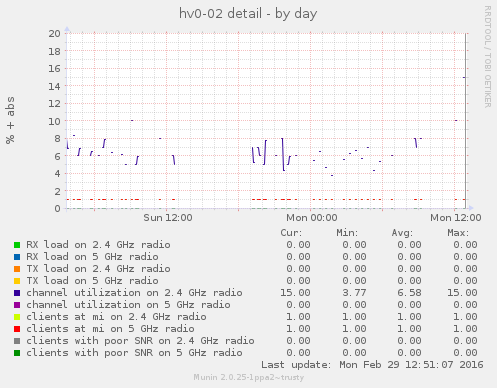 hv0-02 detail - by day
RRDTOOL / TOBI OETIKER
% + abs
20
18
16
14
12
10
8
6
4
2
0
Sun 12:00 Mon 00:00 Mon 12:00
Cur: Min: Avg: Max:
RX load on 2.4 GHz radio 0.00 0.00 0.00 0.00
RX load on 5 GHz radio 0.00 0.00 0.00 0.00
TX load on 2.4 GHz radio 0.00 0.00 0.00 0.00
TX load on 5 GHz radio 0.00 0.00 0.00 0.00
channel utilization on 2.4 GHz radio 15.00 3.77 6.58 15.00
channel utilization on 5 GHz radio 0.00 0.00 0.00 0.00
clients at mi on 2.4 GHz radio 1.00 1.00 1.00 1.00
clients at mi on 5 GHz radio 1.00 1.00 1.00 1.00
clients with poor SNR on 2.4 GHz radio 0.00 0.00 0.00 0.00
clients with poor SNR on 5 GHz radio 0.00 0.00 0.00 0.00
Last update: Mon Feb 29 12:51:07 2016
Munin 2.0.25-1ppa2~trusty